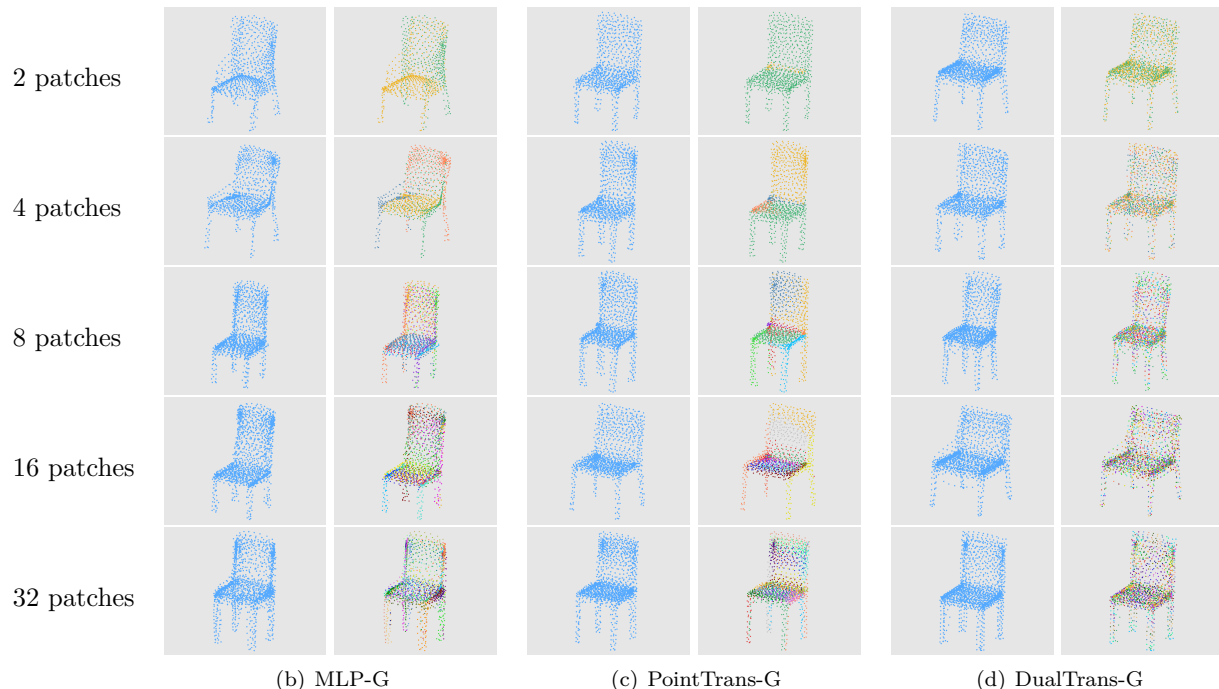 2 patches
4 patches
8 patches
16 patches
32 patches
(b) MLP-G
(c) PointTrans-G
(d) DualTrans-G